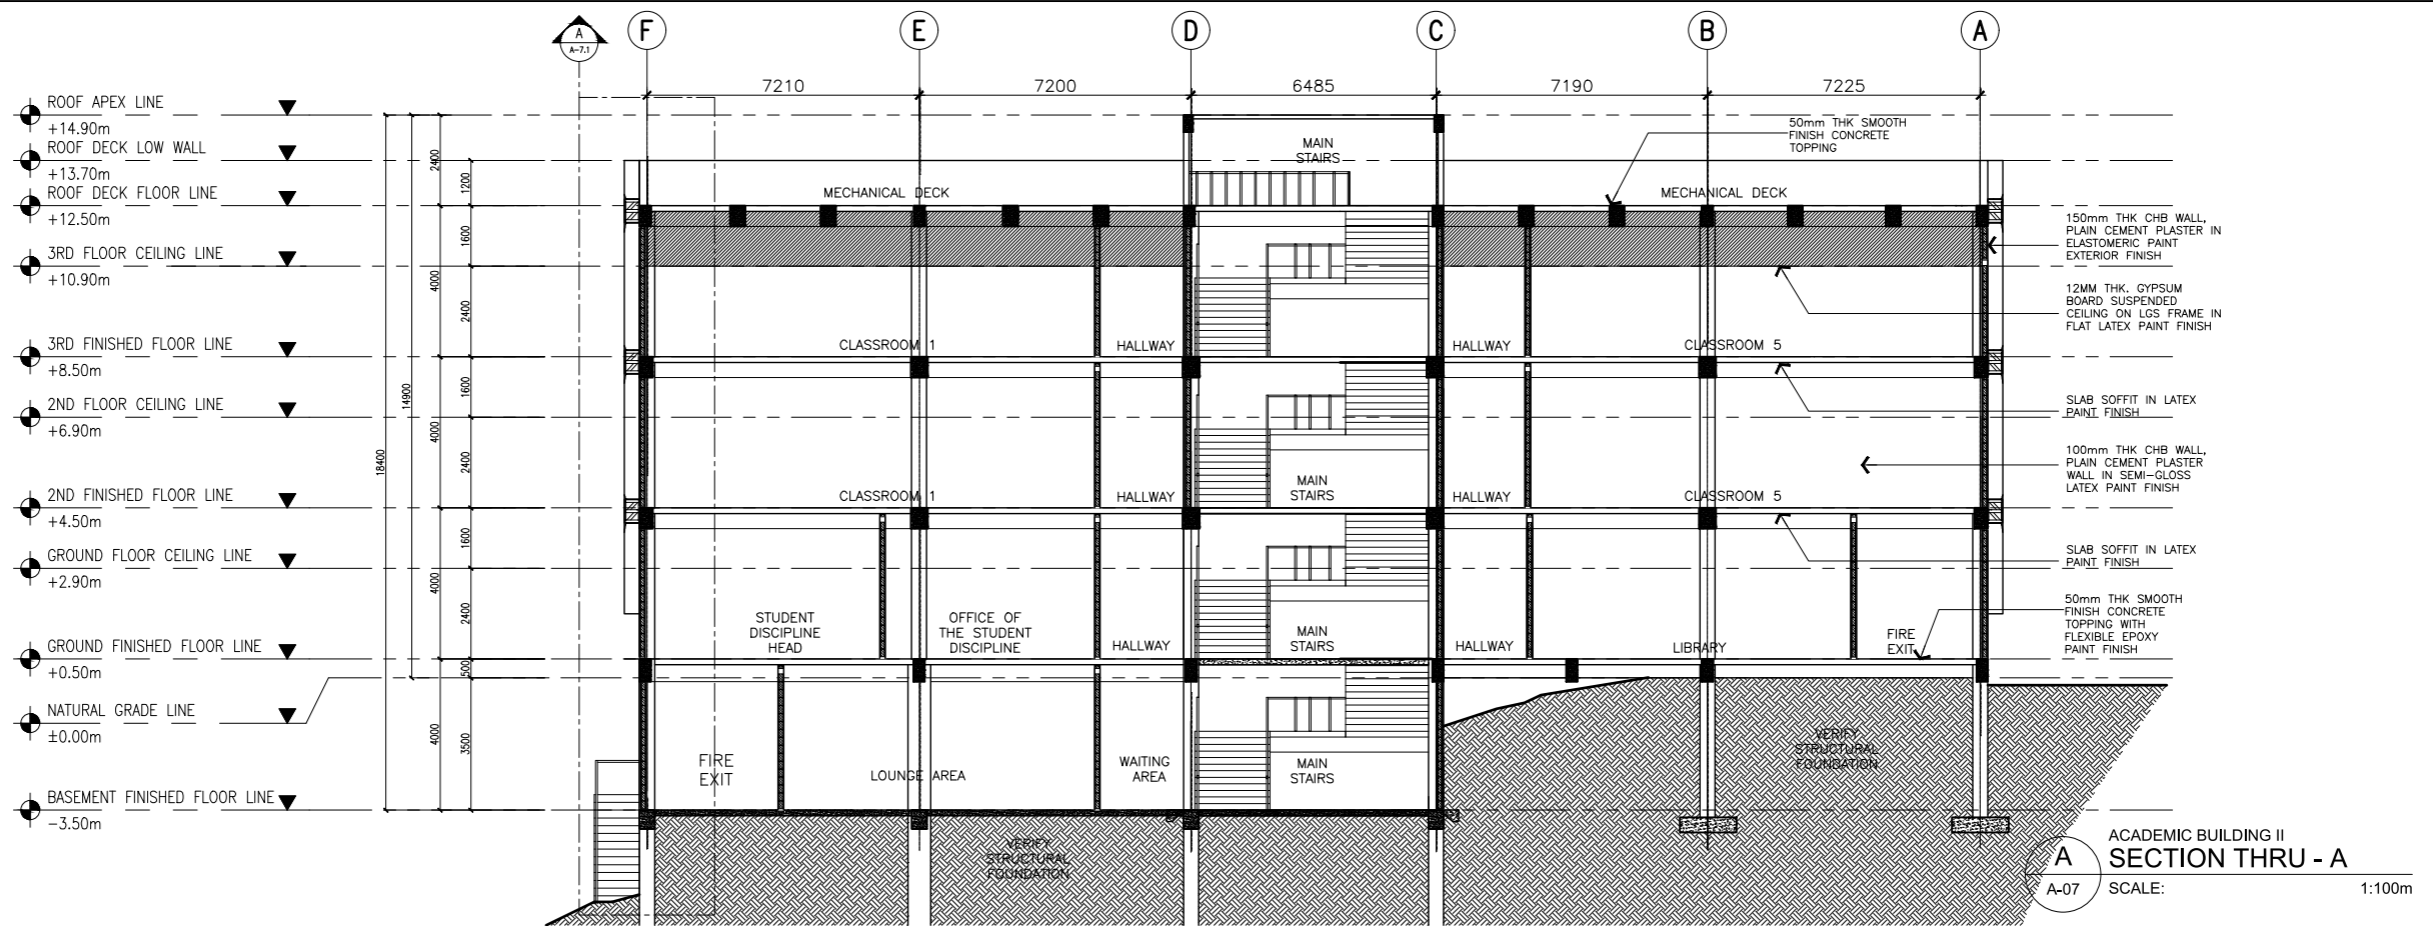 A
A-7.1
F
E
D
C
B
A
7210
7200
6485
7190
7225
ROOF APEX LINE
+14.90m
ROOF DECK LOW WALL
+13.70m
ROOF DECK FLOOR LINE
+12.50m
3RD FLOOR CEILING LINE
+10.90m
3RD FINISHED FLOOR LINE
+8.50m
2ND FLOOR CEILING LINE
+6.90m
2ND FINISHED FLOOR LINE
+4.50m
GROUND FLOOR CEILING LINE
+2.90m
GROUND FINISHED FLOOR LINE
+0.50m
NATURAL GRADE LINE
±0.00m
BASEMENT FINISHED FLOOR LINE
-3.50m
18400
14900
2400
4000
4000
4000
4000
1200
1600
2400
1600
2400
1600
2400
500
3500
MAIN
STAIRS
MECHANICAL DECK
MECHANICAL DECK
CLASSROOM 1
HALLWAY
HALLWAY
CLASSROOM 5
CLASSROOM 1
HALLWAY
MAIN
STAIRS
HALLWAY
CLASSROOM 5
STUDENT
DISCIPLINE
HEAD
OFFICE OF
THE STUDENT
DISCIPLINE
HALLWAY
MAIN
STAIRS
HALLWAY
LIBRARY
FIRE
EXIT
FIRE
EXIT
LOUNGE AREA
WAITING
AREA
MAIN
STAIRS
VERIFY
STRUCTURAL
FOUNDATION
VERIFY
STRUCTURAL
FOUNDATION
50mm THK SMOOTH
FINISH CONCRETE
TOPPING
150mm THK CHB WALL,
PLAIN CEMENT PLASTER IN
ELASTOMERIC PAINT
EXTERIOR FINISH
12MM THK. GYPSUM
BOARD SUSPENDED
CEILING ON LGS FRAME IN
FLAT LATEX PAINT FINISH
SLAB SOFFIT IN LATEX
PAINT FINISH
100mm THK CHB WALL,
PLAIN CEMENT PLASTER
WALL IN SEMI-GLOSS
LATEX PAINT FINISH
SLAB SOFFIT IN LATEX
PAINT FINISH
50mm THK SMOOTH
FINISH CONCRETE
TOPPING WITH
FLEXIBLE EPOXY
PAINT FINISH
A
A-07
ACADEMIC BUILDING II
SECTION THRU - A
SCALE: 1:100m